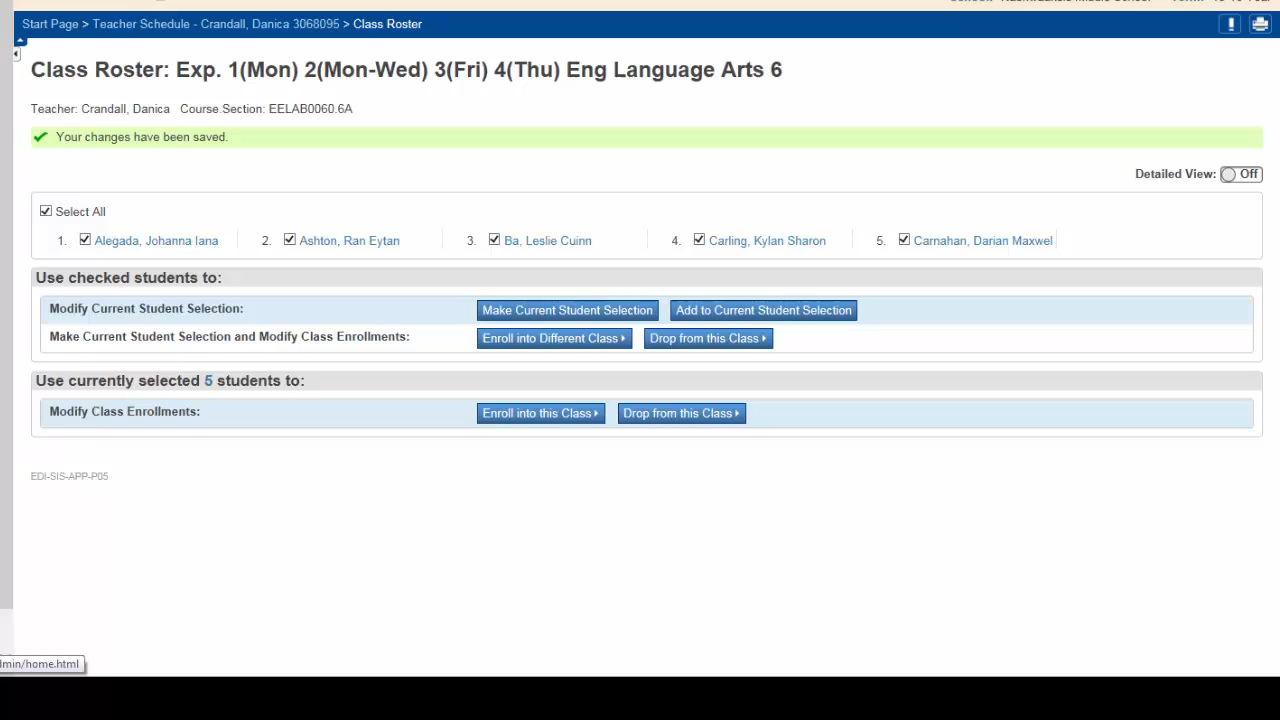 Start Page > Teacher Schedule - Crandall, Danica 3068095 > Class Roster
Class Roster: Exp. 1(Mon) 2(Mon-Wed) 3(Fri) 4(Thu) Eng Language Arts 6
Teacher: Crandall, Danica Course.Section: EELAB0060.6A
Your changes have been saved.
Detailed View: Off
Select All
1. Alegada, Johanna Iana 2. Ashton, Ran Eytan 3. Ba, Leslie Cuinn 4. Carling, Kylan Sharon 5. Carnahan, Darian Maxwel
Use checked students to:
Modify Current Student Selection: Make Current Student Selection Add to Current Student Selection
Make Current Student Selection and Modify Class Enrollments: Enroll into Different Class Drop from this Class
Use currently selected 5 students to:
Modify Class Enrollments: Enroll into this Class Drop from this Class
EDI-SIS-APP-P05
dmin/home.html